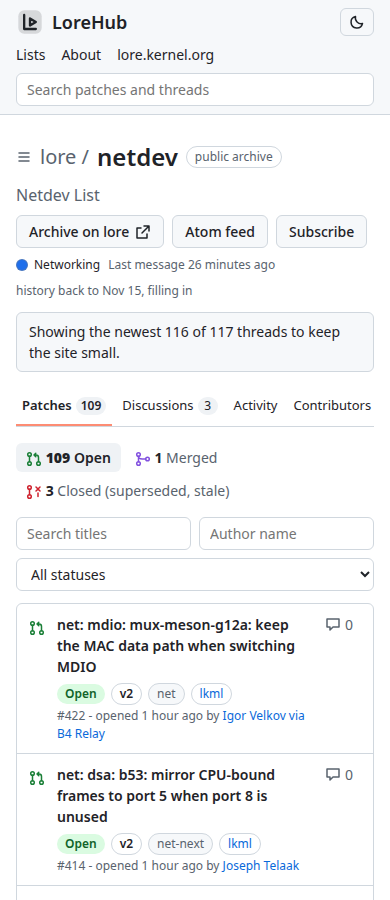 LoreHub
Lists About lore.kernel.org
Search patches and threads
lore / netdev public archive
Netdev List
Archive on lore Atom feed Subscribe
Networking Last message 26 minutes ago
history back to Nov 15, filling in
Showing the newest 116 of 117 threads to keep
the site small.
Patches 109 Discussions 3 Activity Contributors
109 Open 1 Merged
3 Closed (superseded, stale)
Search titles Author name
All statuses
net: mdio: mux-meson-g12a: keep 0
the MAC data path when switching
MDIO
Open v2 net lkml
#422 - opened 1 hour ago by Igor Velkov via
B4 Relay
net: dsa: b53: mirror CPU-bound 0
frames to port 5 when port 8 is
unused
Open v2 net-next lkml
#414 - opened 1 hour ago by Joseph Telaak